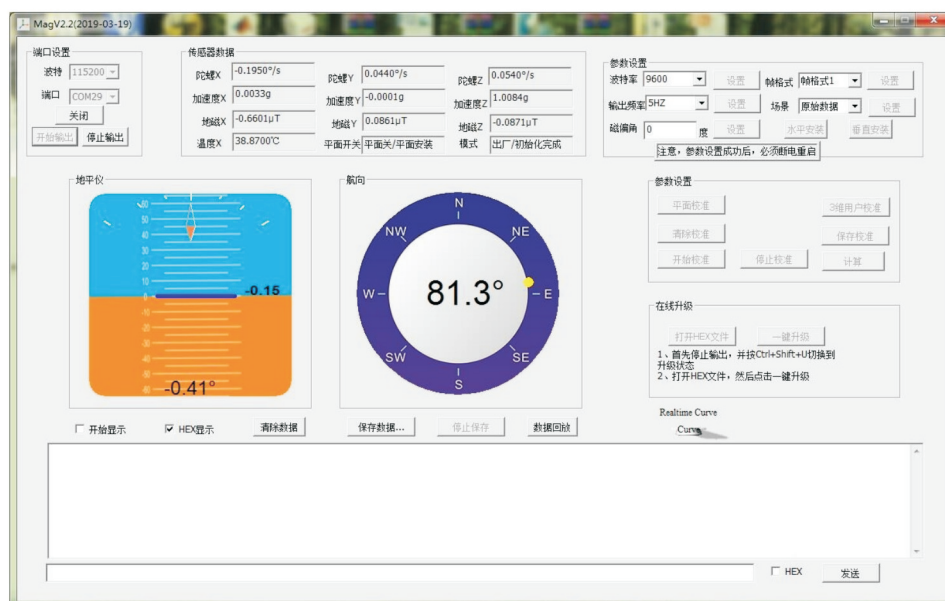 MagV2.2(2019-03-19)
端口设置
波特 115200
端口 COM29
关闭
开始输出 停止输出
传感器数据
陀螺X -0.1950°/s 陀螺Y 0.0440°/s 陀螺Z 0.0540°/s
加速度X 0.0033g 加速度Y -0.0001g 加速度Z 1.0084g
地磁X -0.6601μT 地磁Y 0.0861μT 地磁Z -0.0871μT
温度X 38.8700℃ 平面开关 平面关/平面安装 模式 出厂/初始化完成
参数设置
波特率 9600 设置 帧格式 帧格式1 设置
输出频率 5HZ 设置 场景 原始数据 设置
磁偏角 0 度 设置 水平安装 垂直安装
注意，参数设置成功后，必须断电重启
地平仪
50
40
30
20
10
0
-0.15
-0.41°
航向
N
NW NE
W 81.3° E
SW SE
S
参数设置
平面校准 3维用户校准
清除校准 保存校准
开始校准 停止校准 计算
在线升级
打开HEX文件 一键升级
1、首先停止输出，并按Ctrl+Shift+U切换到
升级状态
2、打开HEX文件，然后点击一键升级
Realtime Curve
Curve
开始显示 HEX显示 清除数据 保存数据... 停止保存 数据回放
HEX 发送